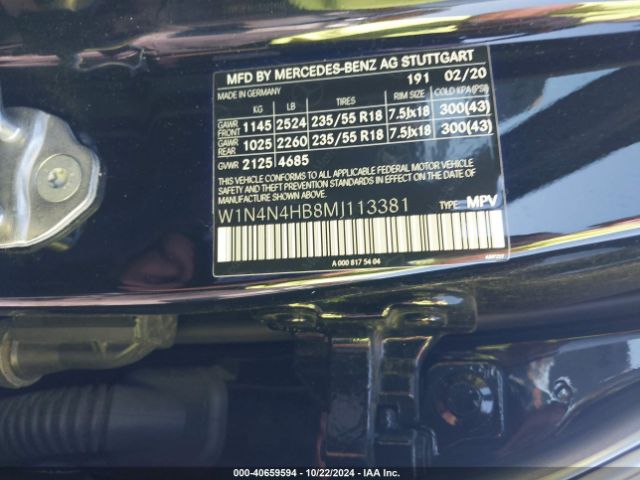 MFD BY MERCEDES-BENZ AG STUTTGART
MADE IN GERMANY 191 02/20
KG LB TIRES RIM SIZE COLD KPA(PSI)
GAWR FRONT 1145 2524 235/55 R18 7.5Jx18 300(43)
GAWR REAR 1025 2260 235/55 R18 7.5Jx18 300(43)
GVWR 2125 4685
THIS VEHICLE CONFORMS TO ALL APPLICABLE FEDERAL MOTOR VEHICLE
SAFETY BUMPER, AND THEFT PREVENTION STANDARDS IN EFFECT ON THE DATE OF
MANUFACTURE SHOWN ABOVE.
W1N4N4HB8MJ113381 TYPE: MPV
A 000 817 54 04
000-40659594 - 10/22/2024 - IAA Inc.